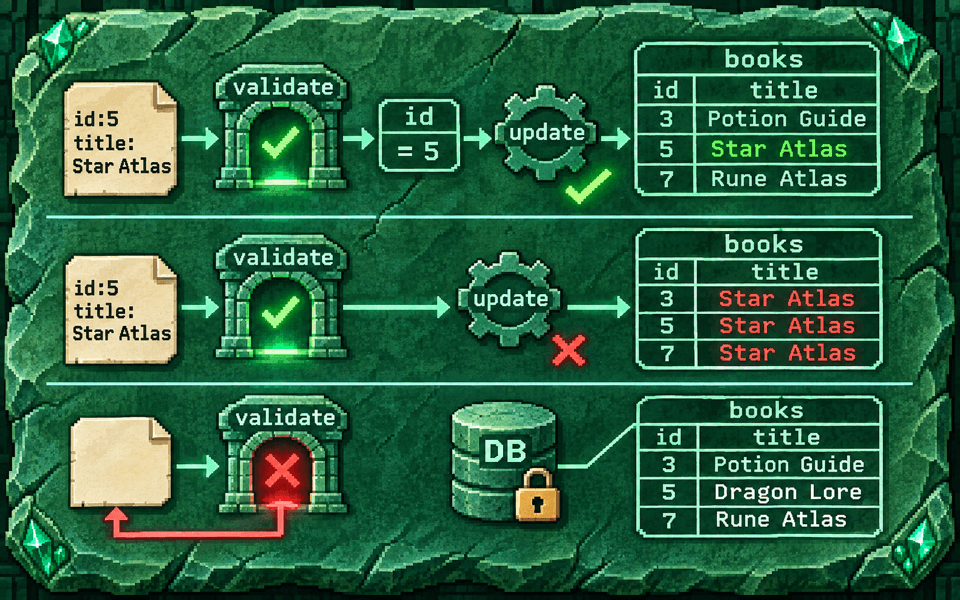 id:5
title:
Star Atlas
validate
id
= 5
update
books
id title
3 Potion Guide
5 Star Atlas
7 Rune Atlas
id:5
title:
Star Atlas
validate
update
books
id title
3 Star Atlas
5 Star Atlas
7 Star Atlas
validate
DB
books
id title
3 Potion Guide
5 Dragon Lore
7 Rune Atlas